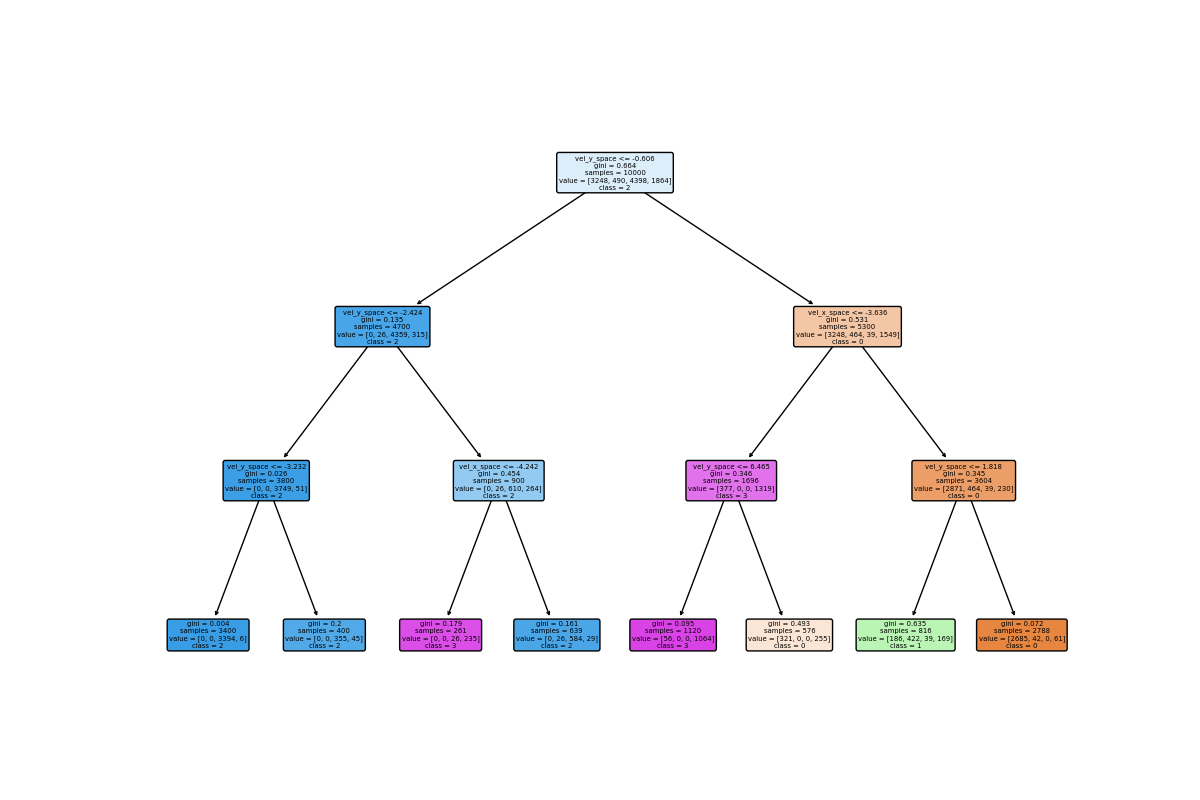 vel_y_space <= -0.606
gini = 0.664
samples = 10000
value = [3248, 490, 4398, 1864]
class = 2
vel_y_space <= -2.424
gini = 0.135
samples = 4700
value = [0, 26, 4359, 315]
class = 2
vel_x_space <= -3.636
gini = 0.531
samples = 5300
value = [3248, 464, 39, 1549]
class = 0
vel_y_space <= -3.232
gini = 0.026
samples = 3800
value = [0, 0, 3749, 51]
class = 2
vel_x_space <= -4.242
gini = 0.454
samples = 900
value = [0, 26, 610, 264]
class = 2
vel_y_space <= 6.465
gini = 0.346
samples = 1696
value = [377, 0, 0, 1319]
class = 3
vel_y_space <= 1.818
gini = 0.345
samples = 3604
value = [2871, 464, 39, 230]
class = 0
gini = 0.004
samples = 3400
value = [0, 0, 3394, 6]
class = 2
gini = 0.2
samples = 400
value = [0, 0, 355, 45]
class = 2
gini = 0.179
samples = 261
value = [0, 0, 26, 235]
class = 3
gini = 0.161
samples = 639
value = [0, 26, 584, 29]
class = 2
gini = 0.095
samples = 1120
value = [56, 0, 0, 1064]
class = 3
gini = 0.493
samples = 576
value = [321, 0, 0, 255]
class = 0
gini = 0.635
samples = 816
value = [186, 422, 39, 169]
class = 1
gini = 0.072
samples = 2788
value = [2685, 42, 0, 61]
class = 0